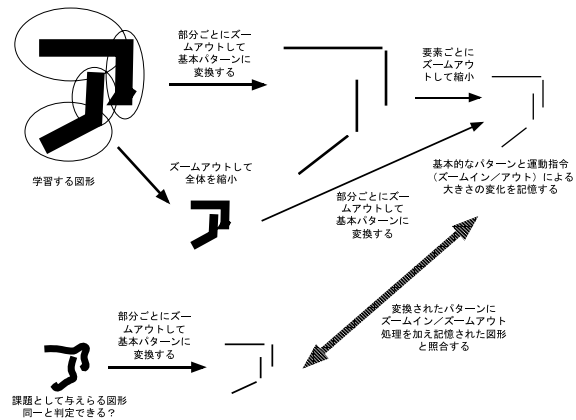 部分ごとにズー
ムアウトして
基本パターンに
変換する
要素ごとに
ズームアウ
トして縮小
学習する図形
ズームアウトして
全体を縮小
基本的なパターンと運動指令
(ズームイン/アウト)による
大きさの変化を記憶する
部分ごとにズー
ムアウトして
基本パターンに
変換する
部分ごとにズー
ムアウトして
基本パターンに
変換する
変換されたパターンに
ズームイン/ズームアウト
処理を加え記憶された図形
と照合する
課題として与えらる図形
同一と判定できる?